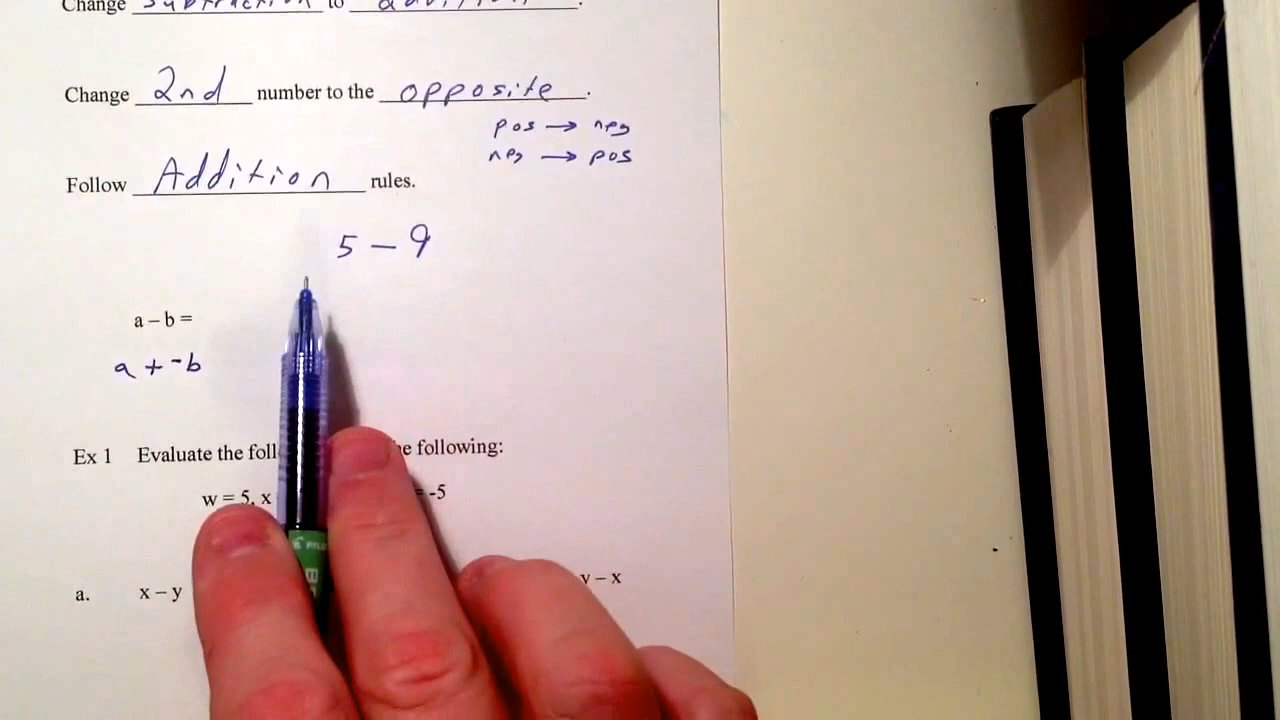 Change subtraction to addition.
Change 2nd number to the opposite.
pos → neg
neg → pos
Follow Addition rules.
5 – 9
a – b =
a + -b
Ex 1 Evaluate the following:
w = 5, x = -5
a. x – y
v – x